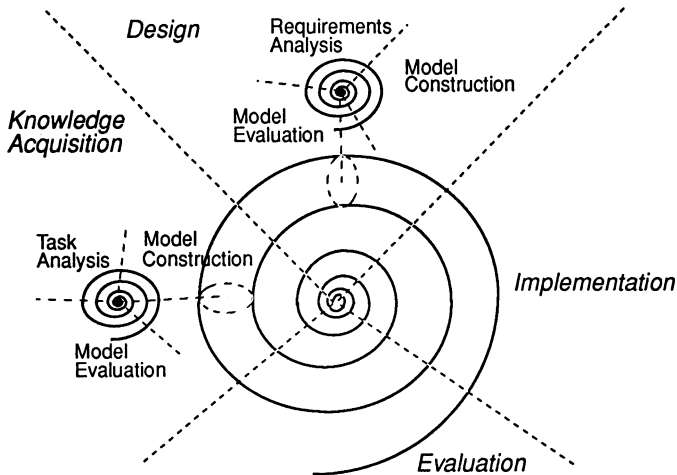 Design
Requirements
Analysis
Model
Construction
Model
Evaluation
Knowledge
Acquisition
Task
Analysis
Model
Construction
Model
Evaluation
Implementation
Evaluation